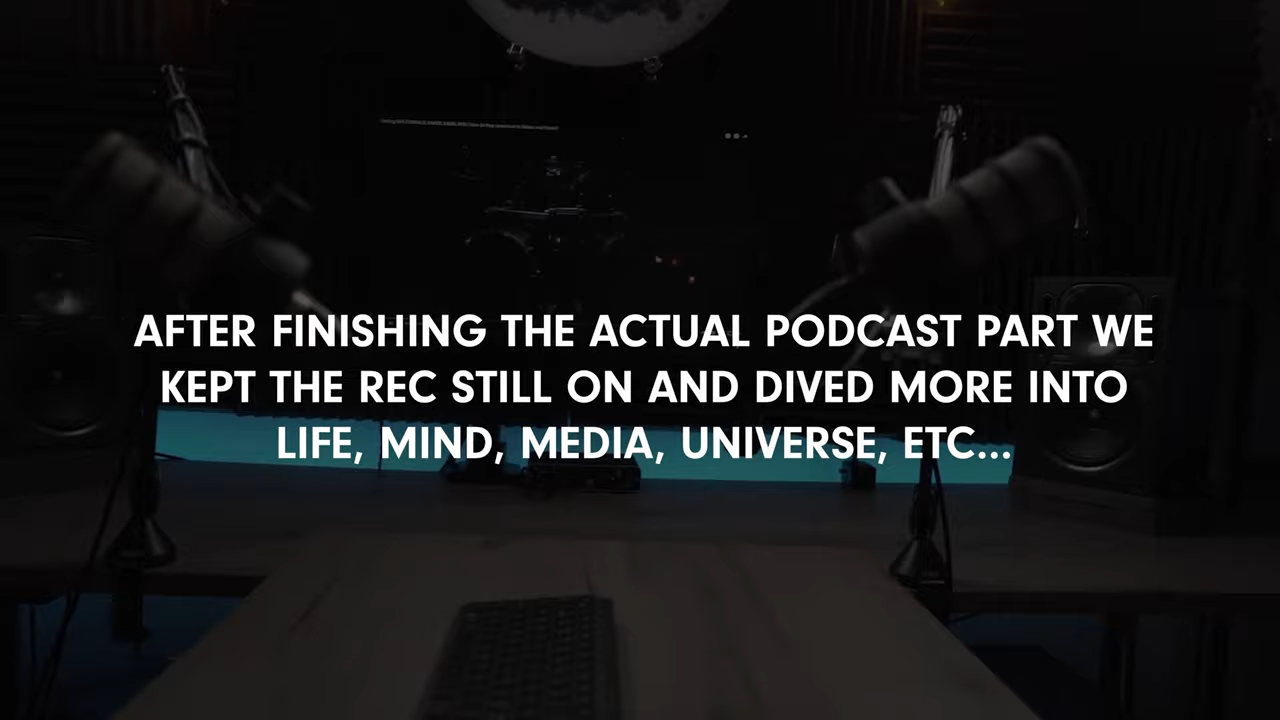 AFTER FINISHING THE ACTUAL PODCAST PART WE
KEPT THE REC STILL ON AND DIVED MORE INTO
LIFE, MIND, MEDIA, UNIVERSE, ETC...